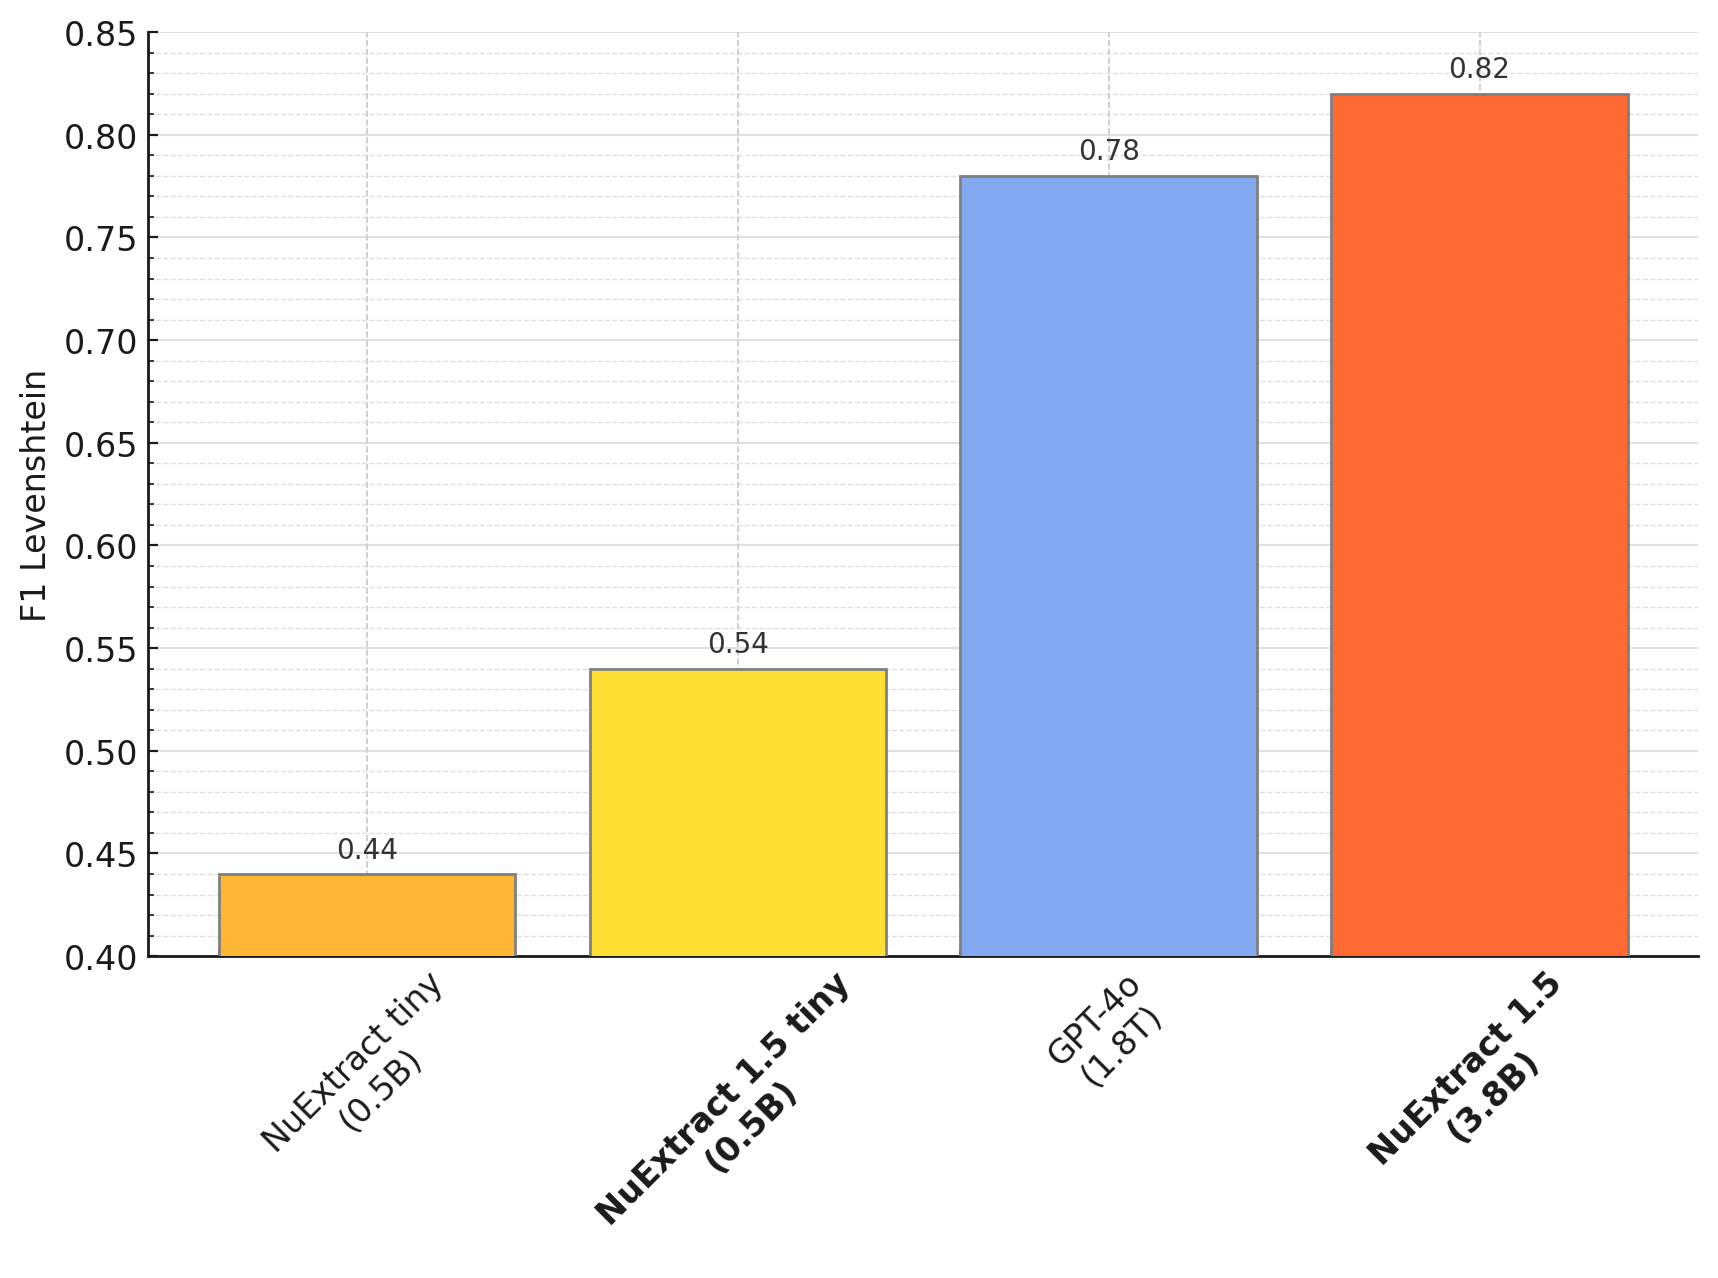 F1 Levenshtein
0.85
0.80
0.75
0.70
0.65
0.60
0.55
0.50
0.45
0.40
0.44
0.54
0.78
0.82
NuExtract tiny
(0.5B)
NuExtract 1.5 tiny
(0.5B)
GPT-4o
(1.8T)
NuExtract 1.5
(3.8B)